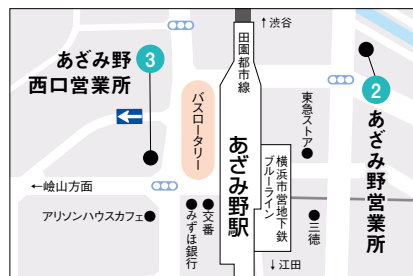 ↑渋谷
田園都市線
あざみ野
西口営業所
3
2
あざみ野営業所
バスロータリー
東急ストア
あざみ野駅
横浜市営地下鉄
ブルーライン
←嶮山方面
アリソンハウスカフェ
みずほ銀行
交番
三徳
↓江田